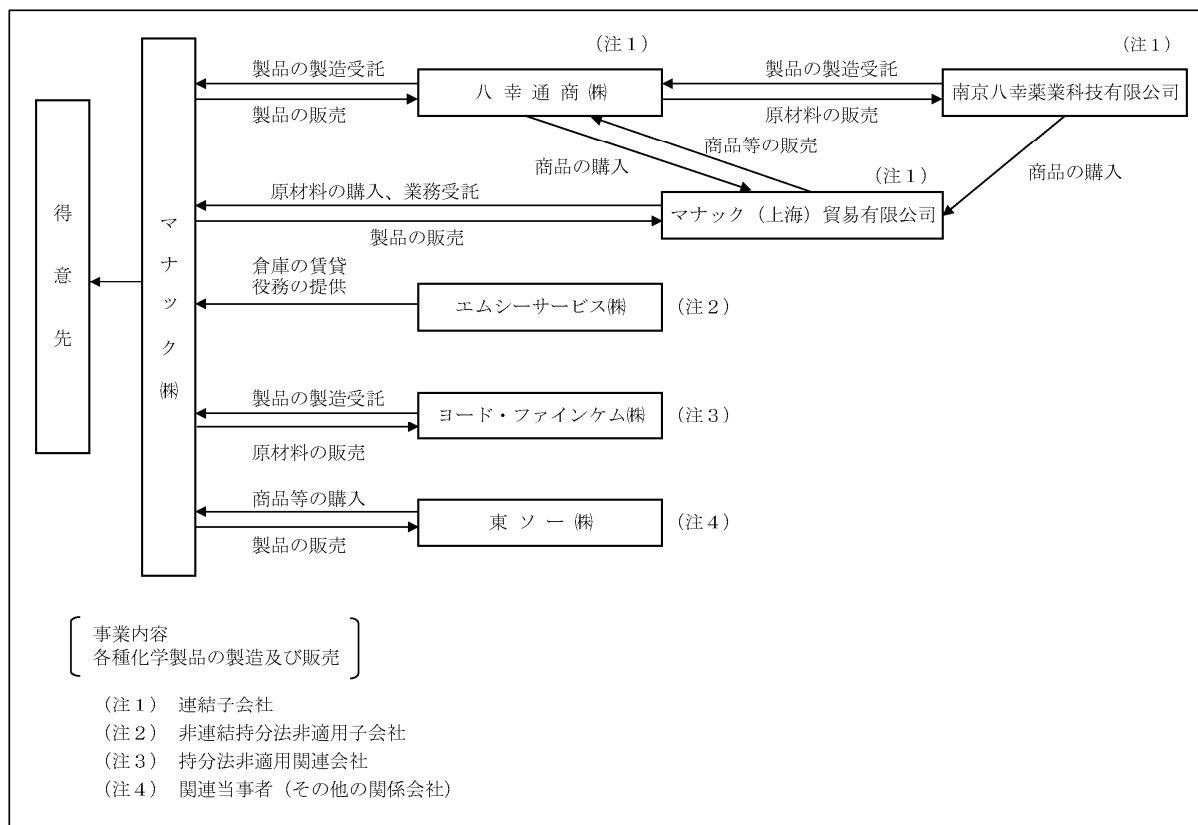 得意先
マナック㈱
(注1)
製品の製造受託
八幸通商㈱
製品の販売
製品の製造受託
(注1)
南京八幸薬業科技有限公司
原材料の販売
商品の購入
商品等の販売
商品の購入
原材料の購入、業務受託
(注1)
マナック(上海)貿易有限公司
製品の販売
倉庫の賃貸
役務の提供
エムシーサービス㈱
(注2)
製品の製造受託
ヨード・ファインケム㈱
(注3)
原材料の販売
商品等の購入
東ソー㈱
(注4)
製品の販売
事業内容
各種化学製品の製造及び販売
(注1) 連結子会社
(注2) 非連結持分法非適用子会社
(注3) 持分法非適用関連会社
(注4) 関連当事者(その他の関係会社)